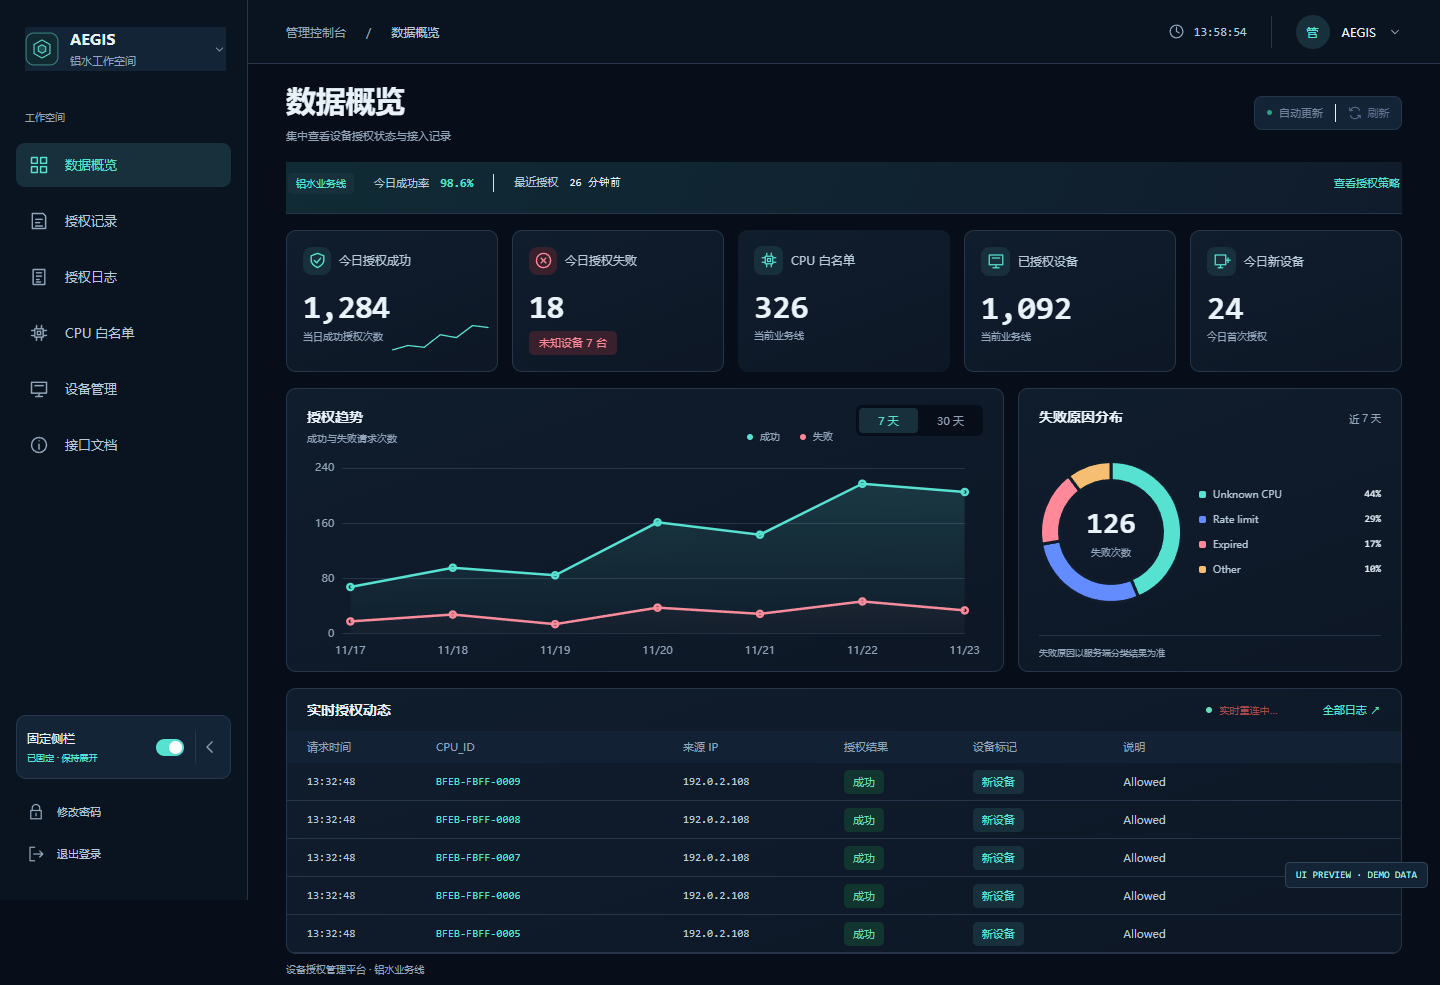 AEGIS
铝水工作空间
工作空间
数据概览
授权记录
授权日志
CPU 白名单
设备管理
接口文档
固定侧栏
已固定 · 保持展开
修改密码
退出登录
管理控制台 / 数据概览
13:58:54
管 AEGIS
数据概览
集中查看设备授权状态与接入记录
自动更新 刷新
铝水业务线 今日成功率 98.6% 最近授权 26 分钟前 查看授权策略
今日授权成功
1,284
当日成功授权次数
今日授权失败
18
未知设备 7 台
CPU 白名单
326
当前业务线
已授权设备
1,092
当前业务线
今日新设备
24
今日首次授权
授权趋势
成功与失败请求次数
成功 失败
7 天 30 天
240
160
80
0
11/17 11/18 11/19 11/20 11/21 11/22 11/23
失败原因分布
近 7 天
126
失败次数
Unknown CPU 44%
Rate limit 29%
Expired 17%
Other 10%
失败原因以服务端分类结果为准
实时授权动态
实时重连中...
全部日志 ↗
请求时间 CPU_ID 来源 IP 授权结果 设备标记 说明
13:32:48 BFEB-FBFF-0009 192.0.2.108 成功 新设备 Allowed
13:32:48 BFEB-FBFF-0008 192.0.2.108 成功 新设备 Allowed
13:32:48 BFEB-FBFF-0007 192.0.2.108 成功 新设备 Allowed
13:32:48 BFEB-FBFF-0006 192.0.2.108 成功 新设备 Allowed
13:32:48 BFEB-FBFF-0005 192.0.2.108 成功 新设备 Allowed
UI PREVIEW · DEMO DATA
设备授权管理平台 · 铝水业务线